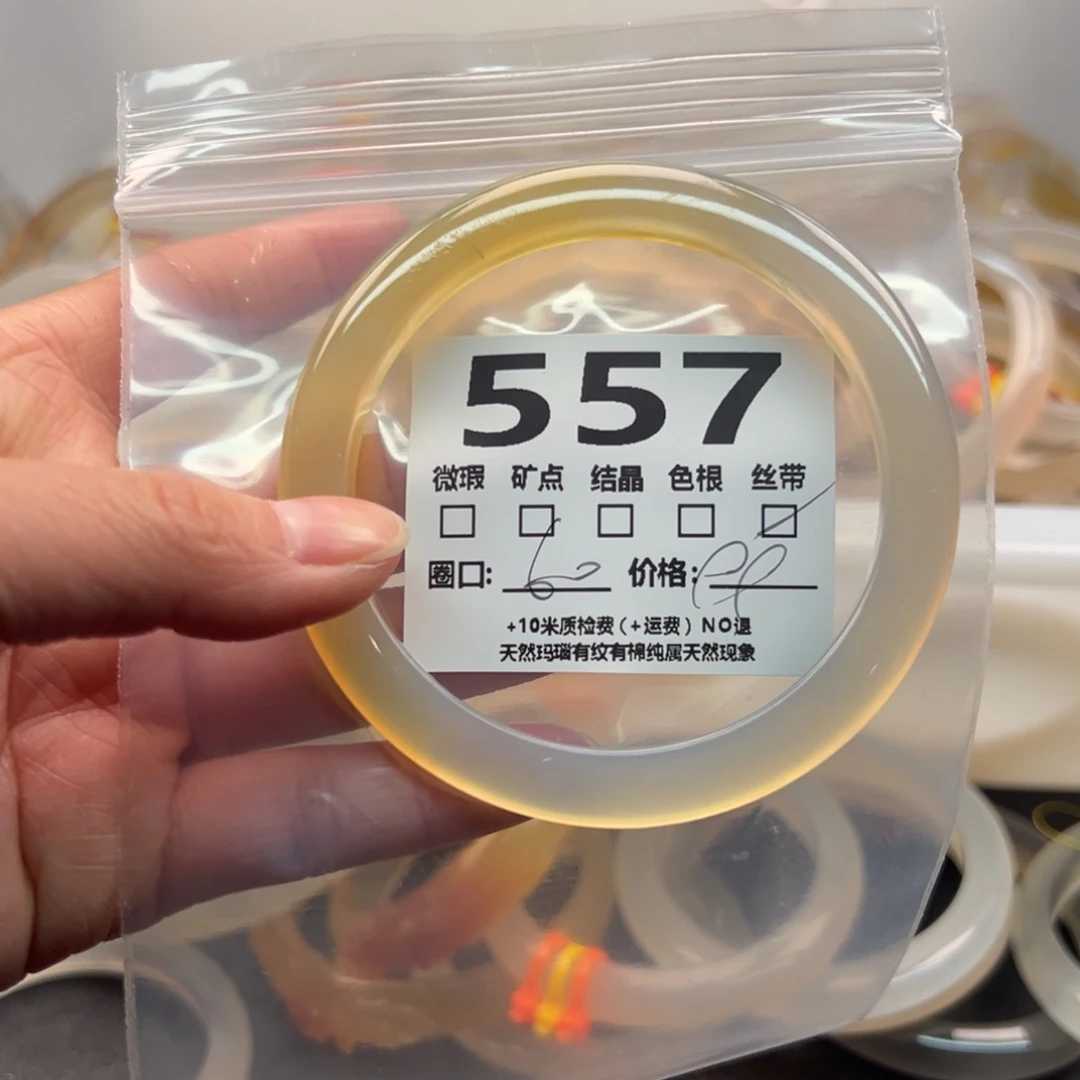 557
微瑕 矿点 结晶 色根 丝带
圈口: 60 价格:
+10米质检费(+运费) NO退
天然玛瑙有纹有棉纯属天然现象